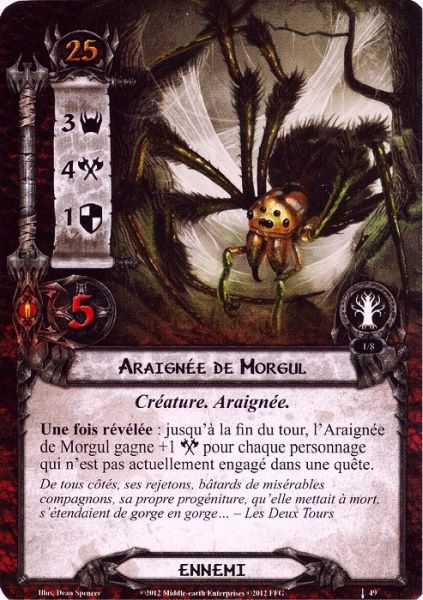 25
3
4
1
5
1/8
ARAIGNÉE DE MORGUL
Créature. Araignée.
Une fois révélée : jusqu'à la fin du tour, l'Araignée
de Morgul gagne +1 pour chaque personnage
qui n'est pas actuellement engagé dans une quête.
De tous côtés, ses rejetons, bâtards de misérables
compagnons, sa propre progéniture, qu'elle mettait à mort,
s'étendaient de gorge en gorge... – Les Deux Tours
ENNEMI
Illus. Dean Spencer ©2012 Middle-earth Enterprises ©2012 FFG 49